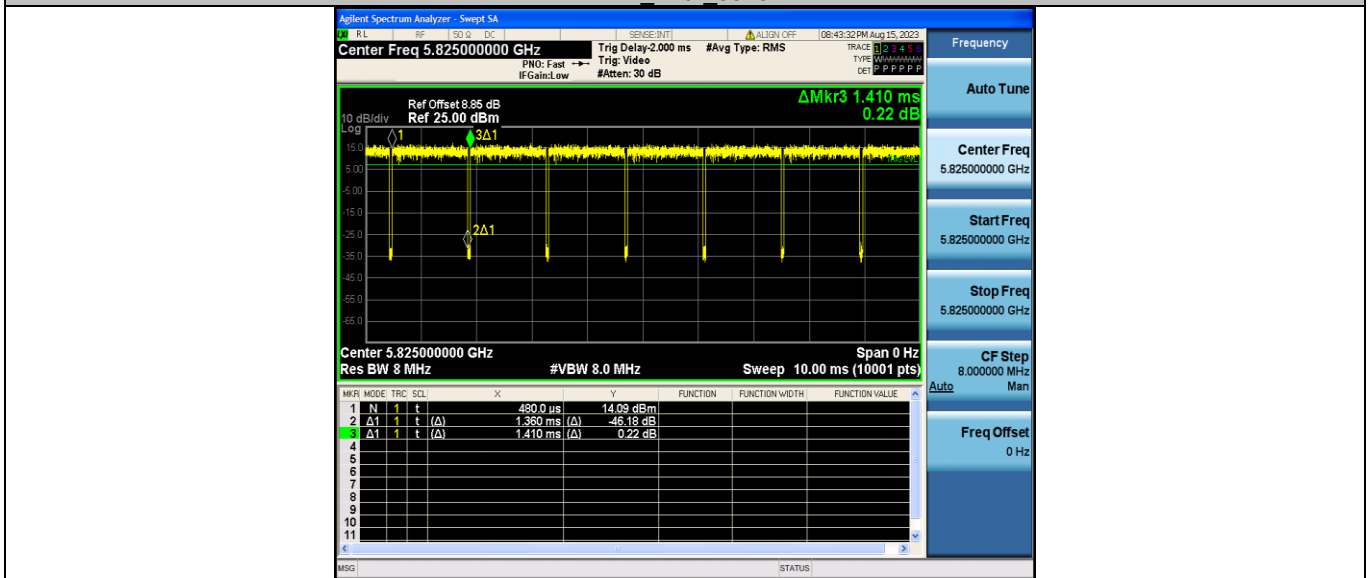 Agilent Spectrum Analyzer - Swept SA
RL RF 50 Ω DC SENSE:INT ALIGN OFF 08:43:32 PM Aug 15, 2023
Center Freq 5.825000000 GHz Trig Delay-2.000 ms #Avg Type: RMS TRACE 1 2 3 4 5 6
PNO: Fast Trig: Video TYPE
IFGain:Low #Atten: 30 dB DET P P P P P P
Frequency
Auto Tune
ΔMkr3 1.410 ms
0.22 dB
Ref Offset 8.85 dB
10 dB/div Ref 25.00 dBm
Log
1 3Δ1
15.0
5.00
-5.00
-15.0
-25.0
2Δ1
-35.0
-45.0
-55.0
-65.0
Center Freq
5.825000000 GHz
Start Freq
5.825000000 GHz
Stop Freq
5.825000000 GHz
Center 5.825000000 GHz Span 0 Hz
Res BW 8 MHz #VBW 8.0 MHz Sweep 10.00 ms (10001 pts)
CF Step
8.000000 MHz
Auto Man
Freq Offset
0 Hz
MKR MODE TRC SCL X Y FUNCTION FUNCTION WIDTH FUNCTION VALUE
1 N 1 t 480.0 µs 14.09 dBm
2 Δ1 1 t (Δ) 1.360 ms (Δ) -46.18 dB
3 Δ1 1 t (Δ) 1.410 ms (Δ) 0.22 dB
4
5
6
7
8
9
10
11
MSG STATUS